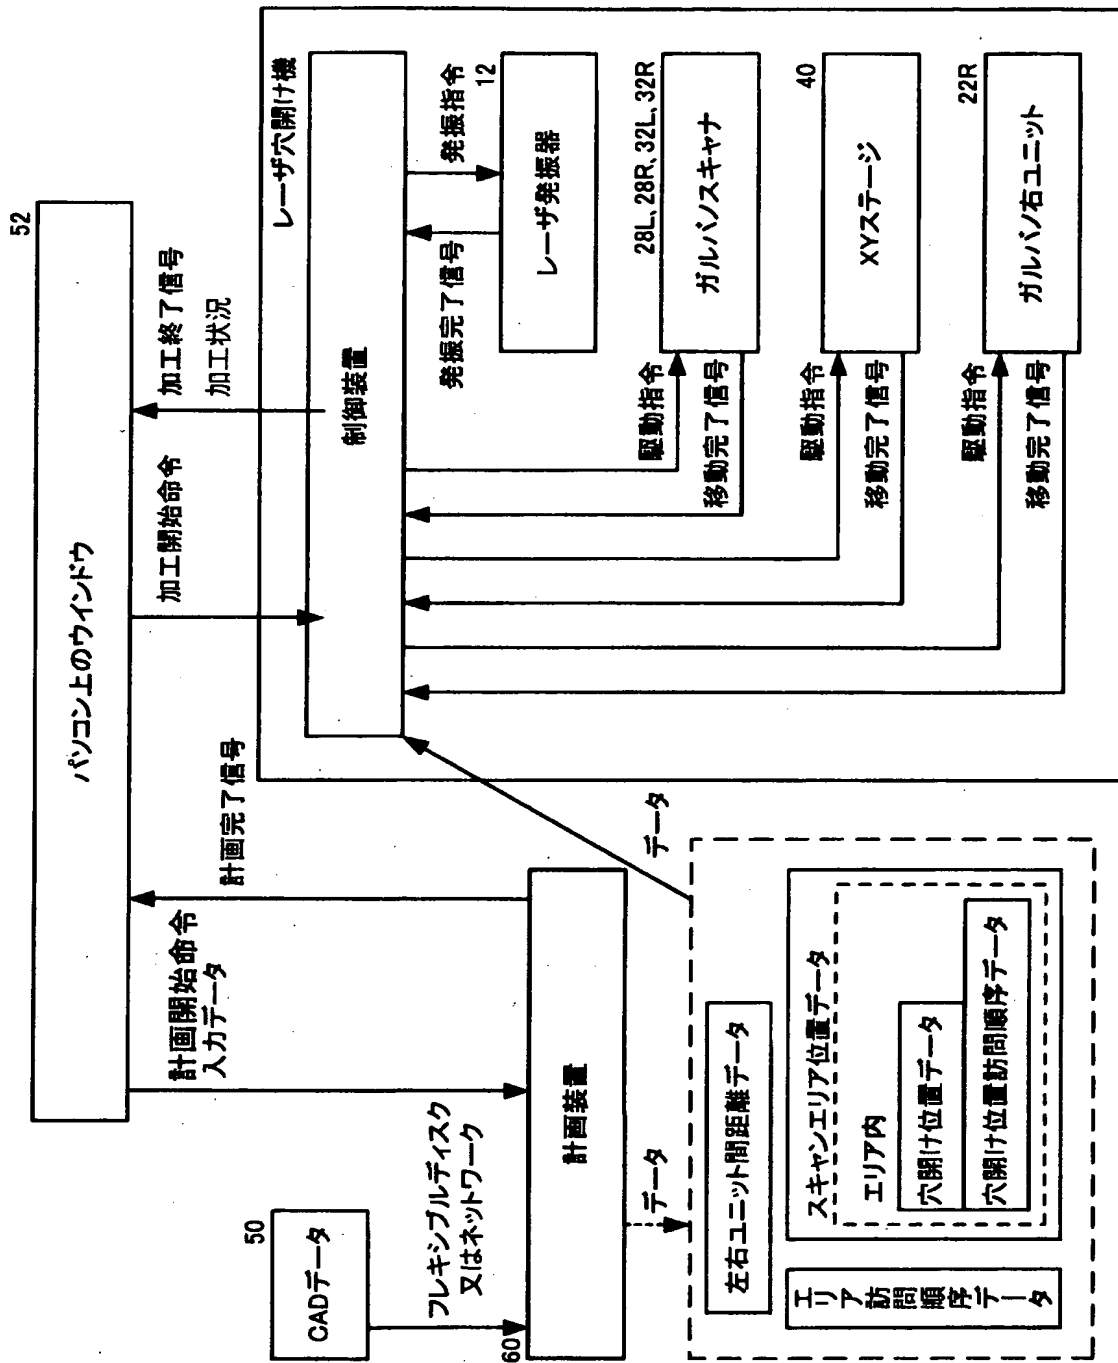 52
パソコン上のウインドウ
50
CADデータ
フレキシブルディスク
又はネットワーク
計画開始命令
入力データ
計画完了信号
加工開始命令
加工終了信号
加工状況
60
計画装置
データ
データ
左右ユニット間距離データ
エリア訪問順序データ
スキャンエリア位置データ
エリア内
穴開け位置データ
穴開け位置訪問順序データ
レーザ穴開け機
制御装置
発振指令
発振完了信号
12
レーザ発振器
駆動指令
移動完了信号
28L、28R、32L、32R
ガルバノスキャナ
駆動指令
移動完了信号
40
XYステージ
駆動指令
移動完了信号
22R
ガルバノ右ユニット